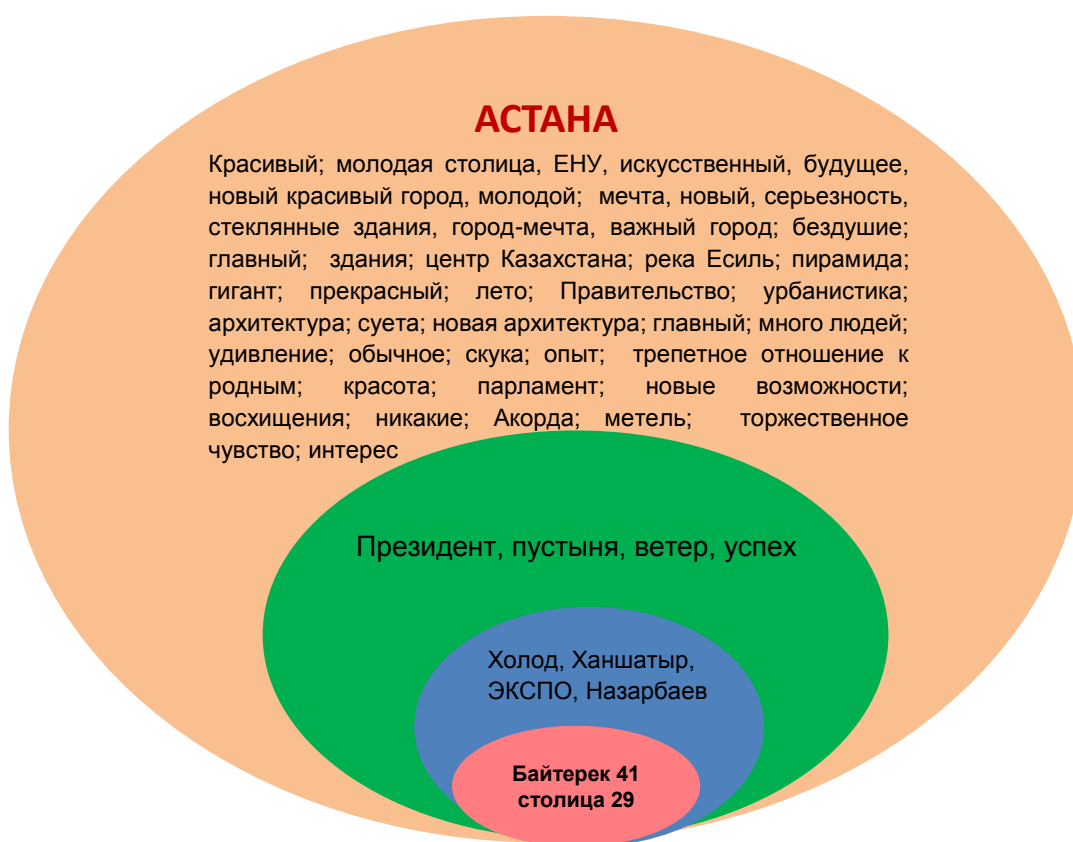 АСТАНА
Красивый; молодая столица, ЕНУ, искусственный, будущее,
новый красивый город, молодой; мечта, новый, серьезность,
стеклянные здания, город-мечта, важный город; бездушие;
главный; здания; центр Казахстана; река Есиль; пирамида;
гигант; прекрасный; лето; Правительство; урбанистика;
архитектура; суета; новая архитектура; главный; много людей;
удивление; обычное; скука; опыт; трепетное отношение к
родным; красота; парламент; новые возможности;
восхищения; никакие; Акорда; метель; торжественное
чувство; интерес
Президент, пустыня, ветер, успех
Холод, Ханшатыр,
ЭКСПО, Назарбаев
Байтерек 41
столица 29